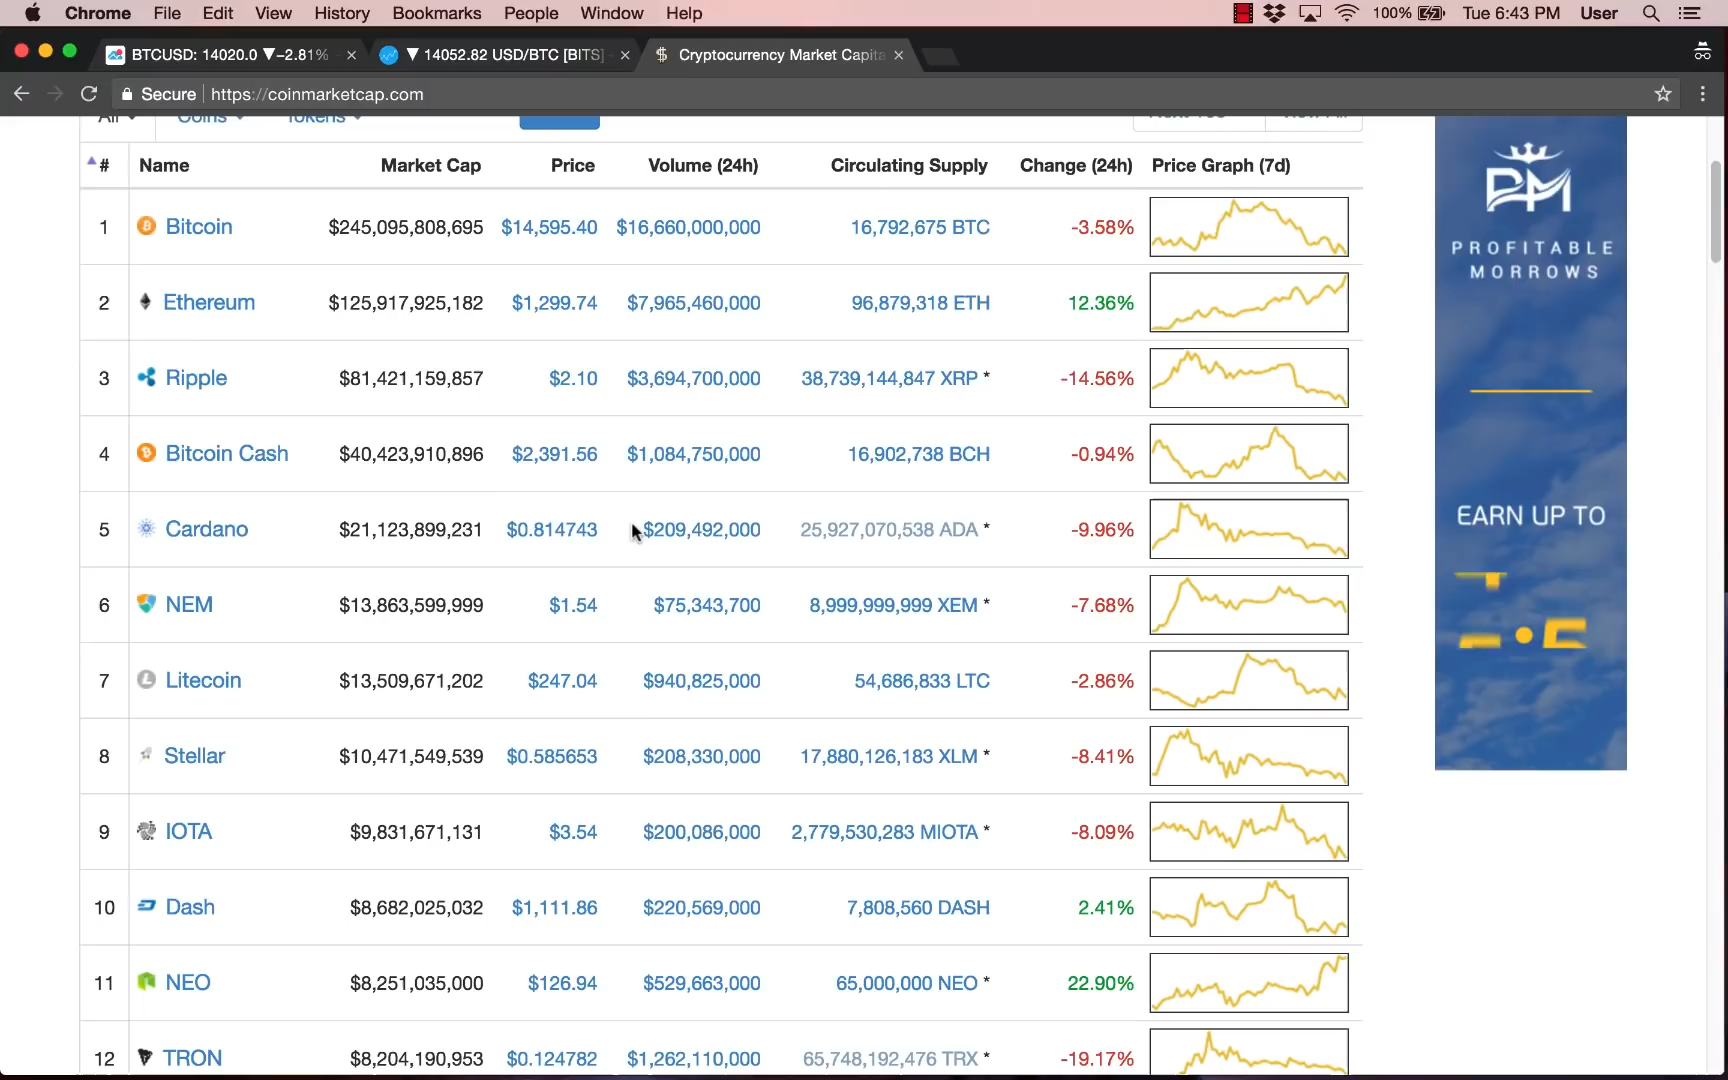 Chrome File Edit View History Bookmarks People Window Help 100% Tue 6:43 PM User
BTCUSD: 14020.0 ▼−2.81% × ▼ 14052.82 USD/BTC [BITS] × $ Cryptocurrency Market Capita ×
Secure | https://coinmarketcap.com
All Coins Tokens
# Name Market Cap Price Volume (24h) Circulating Supply Change (24h) Price Graph (7d)
1 Bitcoin $245,095,808,695 $14,595.40 $16,660,000,000 16,792,675 BTC -3.58%
2 Ethereum $125,917,925,182 $1,299.74 $7,965,460,000 96,879,318 ETH 12.36%
3 Ripple $81,421,159,857 $2.10 $3,694,700,000 38,739,144,847 XRP * -14.56%
4 Bitcoin Cash $40,423,910,896 $2,391.56 $1,084,750,000 16,902,738 BCH -0.94%
5 Cardano $21,123,899,231 $0.814743 $209,492,000 25,927,070,538 ADA * -9.96%
6 NEM $13,863,599,999 $1.54 $75,343,700 8,999,999,999 XEM * -7.68%
7 Litecoin $13,509,671,202 $247.04 $940,825,000 54,686,833 LTC -2.86%
8 Stellar $10,471,549,539 $0.585653 $208,330,000 17,880,126,183 XLM * -8.41%
9 IOTA $9,831,671,131 $3.54 $200,086,000 2,779,530,283 MIOTA * -8.09%
10 Dash $8,682,025,032 $1,111.86 $220,569,000 7,808,560 DASH 2.41%
11 NEO $8,251,035,000 $126.94 $529,663,000 65,000,000 NEO * 22.90%
12 TRON $8,204,190,953 $0.124782 $1,262,110,000 65,748,192,476 TRX * -19.17%
PM
PROFITABLE
MORROWS
EARN UP TO